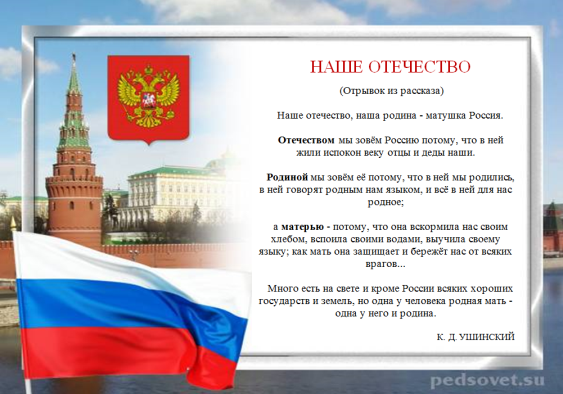 НАШЕ ОТЕЧЕСТВО
(Отрывок из рассказа)
Наше отечество, наша родина - матушка Россия.
Отечеством мы зовём Россию потому, что в ней
жили испокон веку отцы и деды наши.
Родиной мы зовём её потому, что в ней мы родились,
в ней говорят родным нам языком, и всё в ней для нас
родное;
а матерью - потому, что она вскормила нас своим
хлебом, вспоила своими водами, выучила своему
языку; как мать она защищает и бережёт нас от всяких
врагов...
Много есть на свете и кроме России всяких хороших
государств и земель, но одна у человека родная мать -
одна у него и родина.
К. Д. УШИНСКИЙ
pedsovet.su